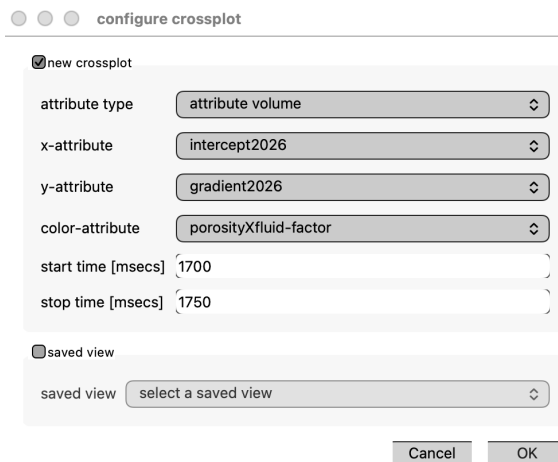 configure crossplot
new crossplot
attribute type attribute volume
x-attribute intercept2026
y-attribute gradient2026
color-attribute porosityXfluid-factor
start time [msecs] 1700
stop time [msecs] 1750
saved view
saved view select a saved view
Cancel OK